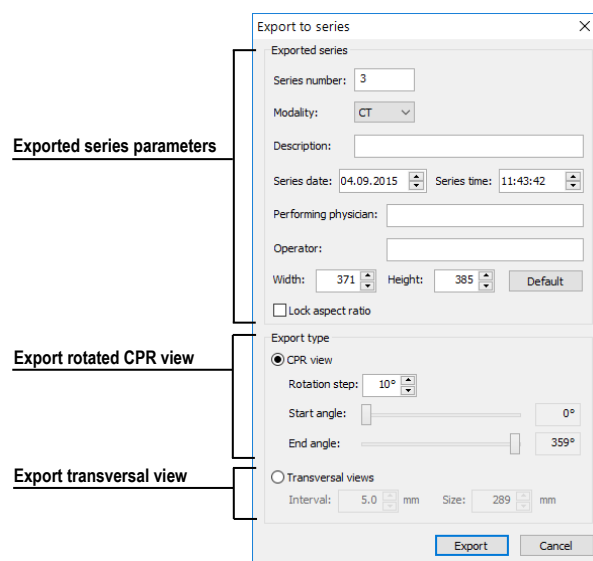 Export to series
Exported series
Series number: 3
Modality: CT
Exported series parameters
Description:
Series date: 04.09.2015 Series time: 11:43:42
Performing physician:
Operator:
Width: 371 Height: 385 Default
Lock aspect ratio
Export type
Export rotated CPR view
CPR view
Rotation step: 10°
Start angle: 0°
End angle: 359°
Export transversal view
Transversal views
Interval: 5.0 mm Size: 289 mm
Export Cancel